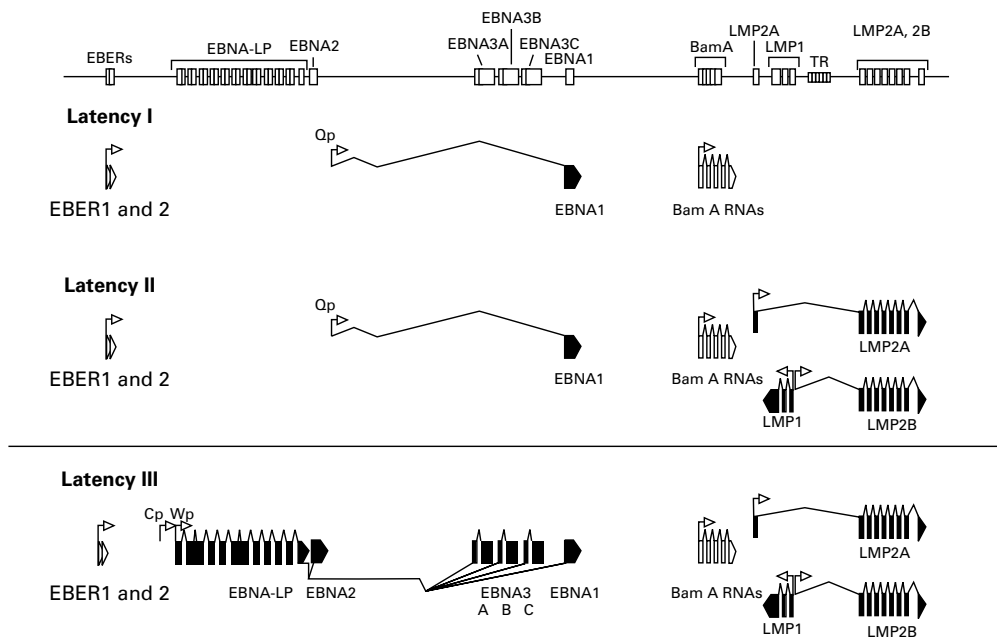 EBNA3B
EBERs
EBNA-LP
EBNA2
EBNA3A
EBNA3C
EBNA1
BamA
LMP2A
LMP1
TR
LMP2A, 2B
Latency I
Qp
EBER1 and 2
EBNA1
Bam A RNAs
Latency II
Qp
EBER1 and 2
EBNA1
Bam A RNAs
LMP2A
LMP1
LMP2B
Latency III
Cp Wp
EBER1 and 2
EBNA-LP
EBNA2
EBNA3
A B C
EBNA1
Bam A RNAs
LMP2A
LMP1
LMP2B